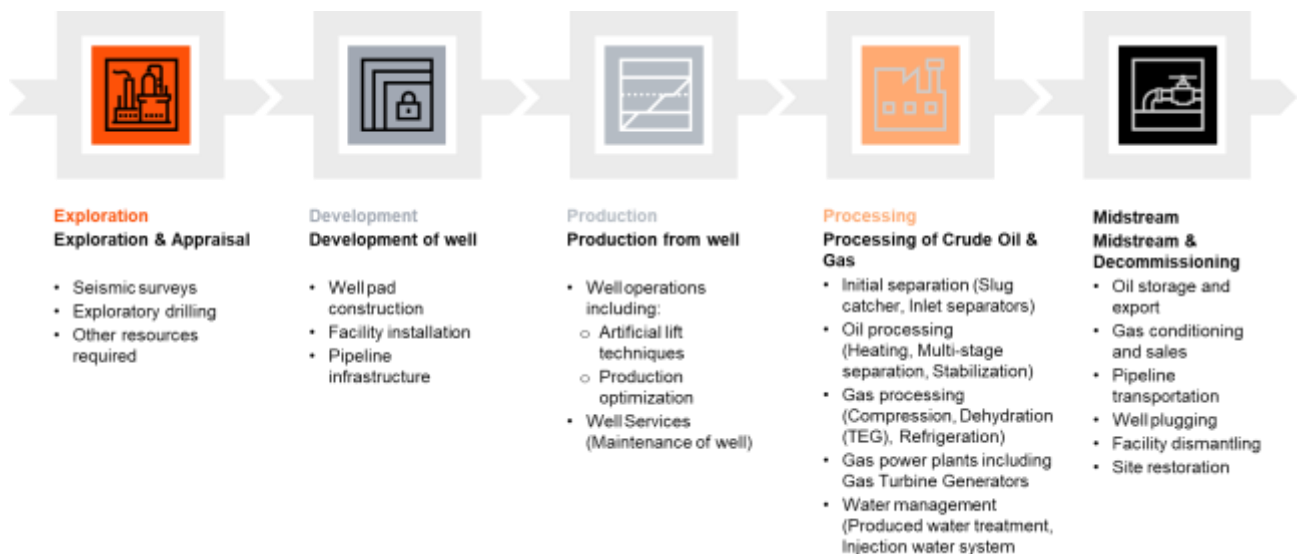 Exploration
Exploration & Appraisal
• Seismic surveys
• Exploratory drilling
• Other resources
required
Development
Development of well
• Well pad
construction
• Facility installation
• Pipeline
infrastructure
Production
Production from well
• Well operations
including:
o Artificial lift
techniques
o Production
optimization
• Well Services
(Maintenance of well)
Processing
Processing of Crude Oil &
Gas
• Initial separation (Slug
catcher, Inlet separators)
• Oil processing
(Heating, Multi-stage
separation, Stabilization)
• Gas processing
(Compression, Dehydration
(TEG), Refrigeration)
• Gas power plants including
Gas Turbine Generators
• Water management
(Produced water treatment,
Injection water system
Midstream
Midstream &
Decommissioning
• Oil storage and
export
• Gas conditioning
and sales
• Pipeline
transportation
• Well plugging
• Facility dismantling
• Site restoration